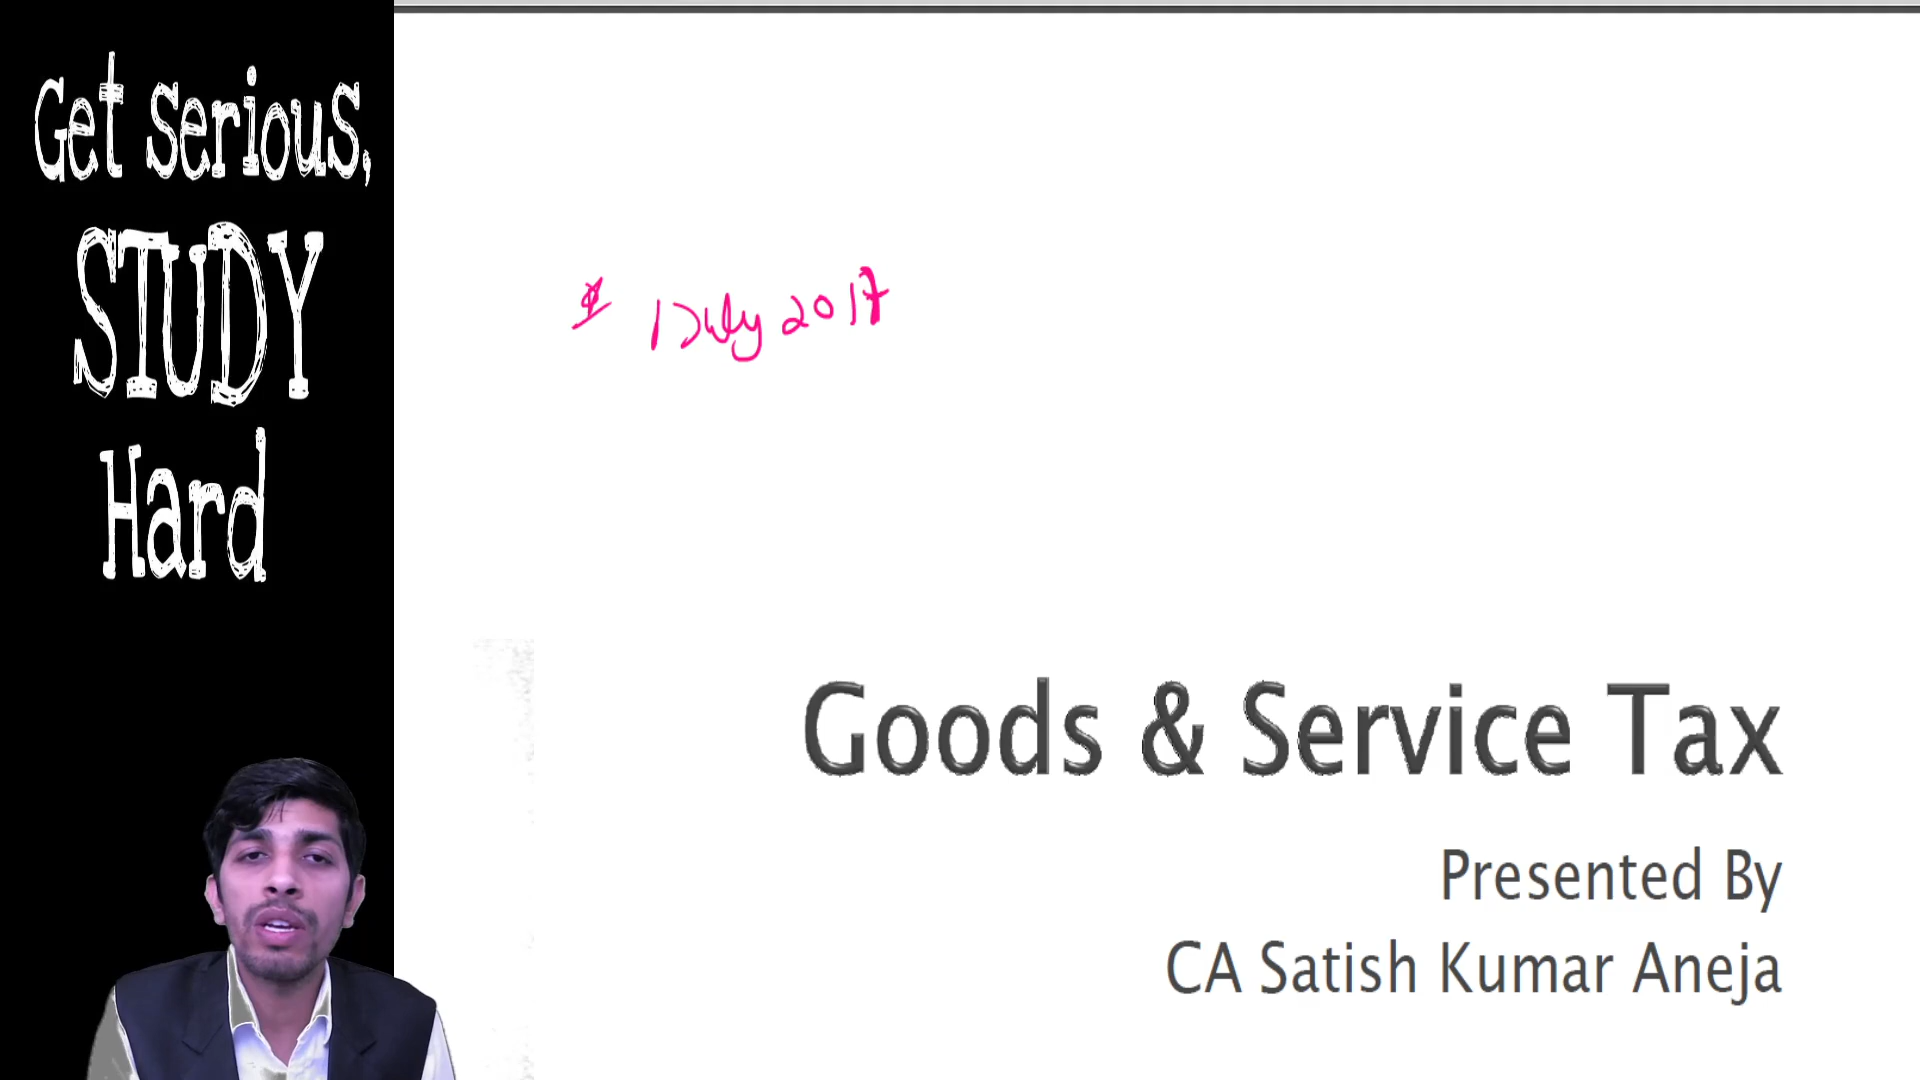 Get serious,
STUDY
Hard
* 1 July 2017
Goods & Service Tax
Presented By
CA Satish Kumar Aneja